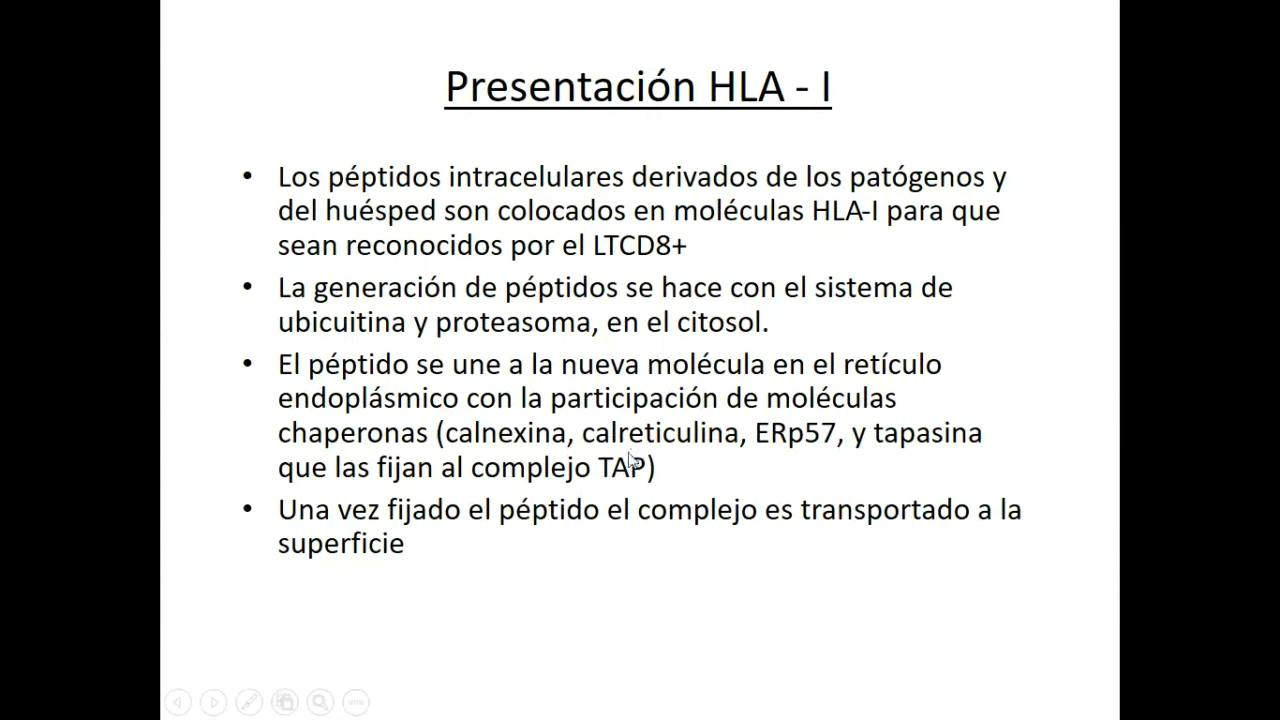 Presentación HLA - I
• Los péptidos intracelulares derivados de los patógenos y
del huésped son colocados en moléculas HLA-I para que
sean reconocidos por el LTCD8+
• La generación de péptidos se hace con el sistema de
ubicuitina y proteasoma, en el citosol.
• El péptido se une a la nueva molécula en el retículo
endoplásmico con la participación de moléculas
chaperonas (calnexina, calreticulina, ERp57, y tapasina
que las fijan al complejo TAP)
• Una vez fijado el péptido el complejo es transportado a la
superficie